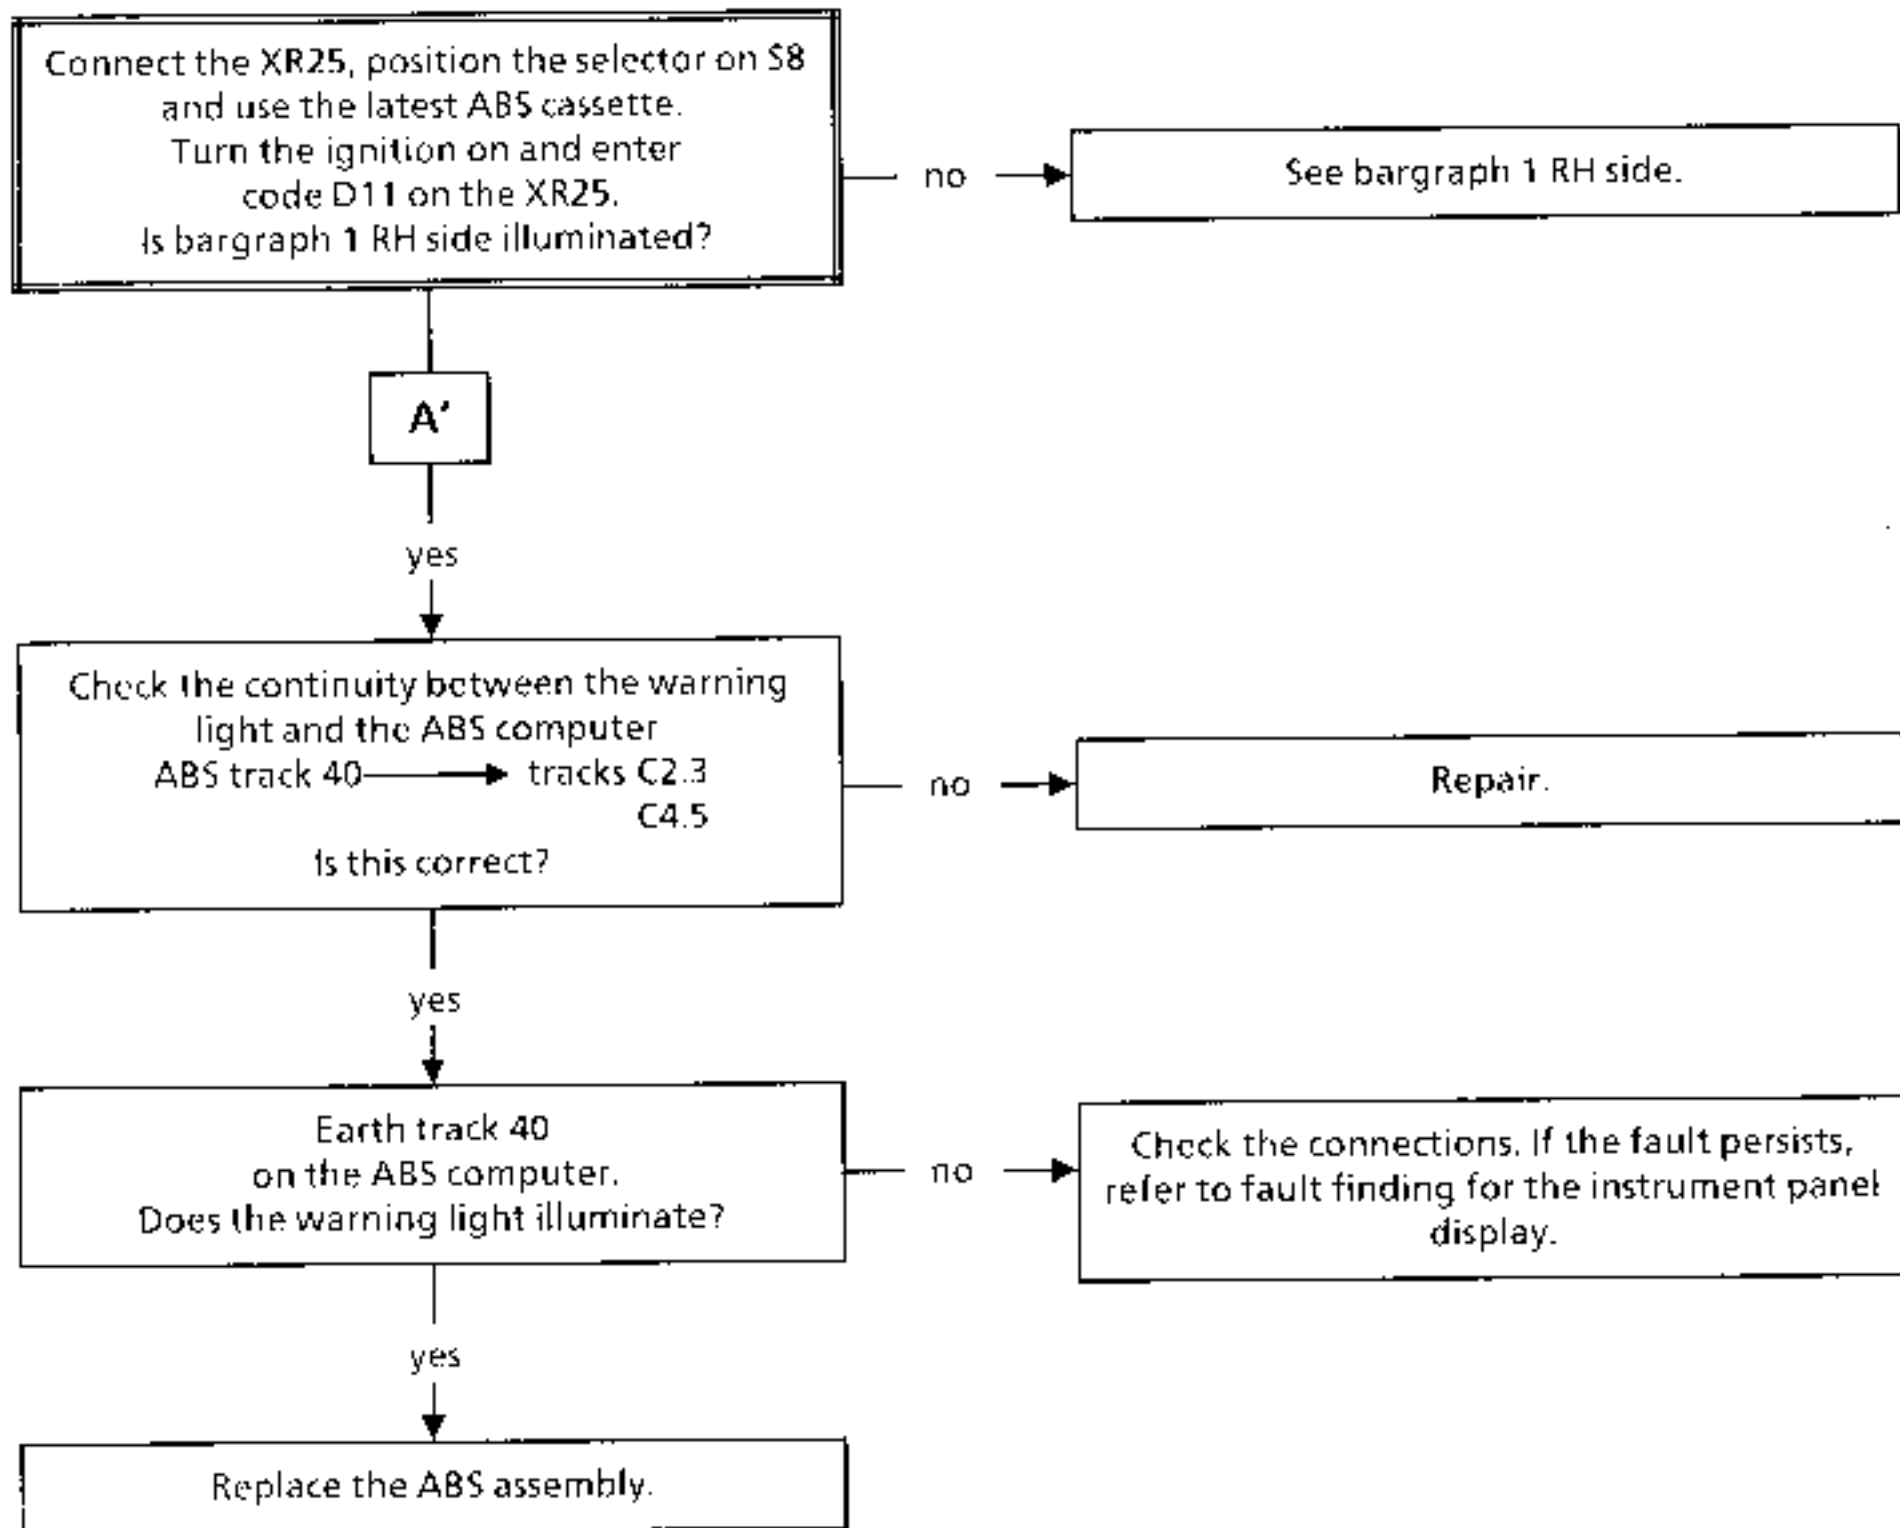 Connect the XR25, position the selector on S8
and use the latest ABS cassette.
Turn the ignition on and enter
code D11 on the XR25.
Is bargraph 1 RH side illuminated?
no
See bargraph 1 RH side.
A'
yes
Check the continuity between the warning
light and the ABS computer
ABS track 40 tracks C2.3
C4.5
Is this correct?
no
Repair.
yes
Earth track 40
on the ABS computer.
Does the warning light illuminate?
no
Check the connections. If the fault persists,
refer to fault finding for the instrument panel
display.
yes
Replace the ABS assembly.